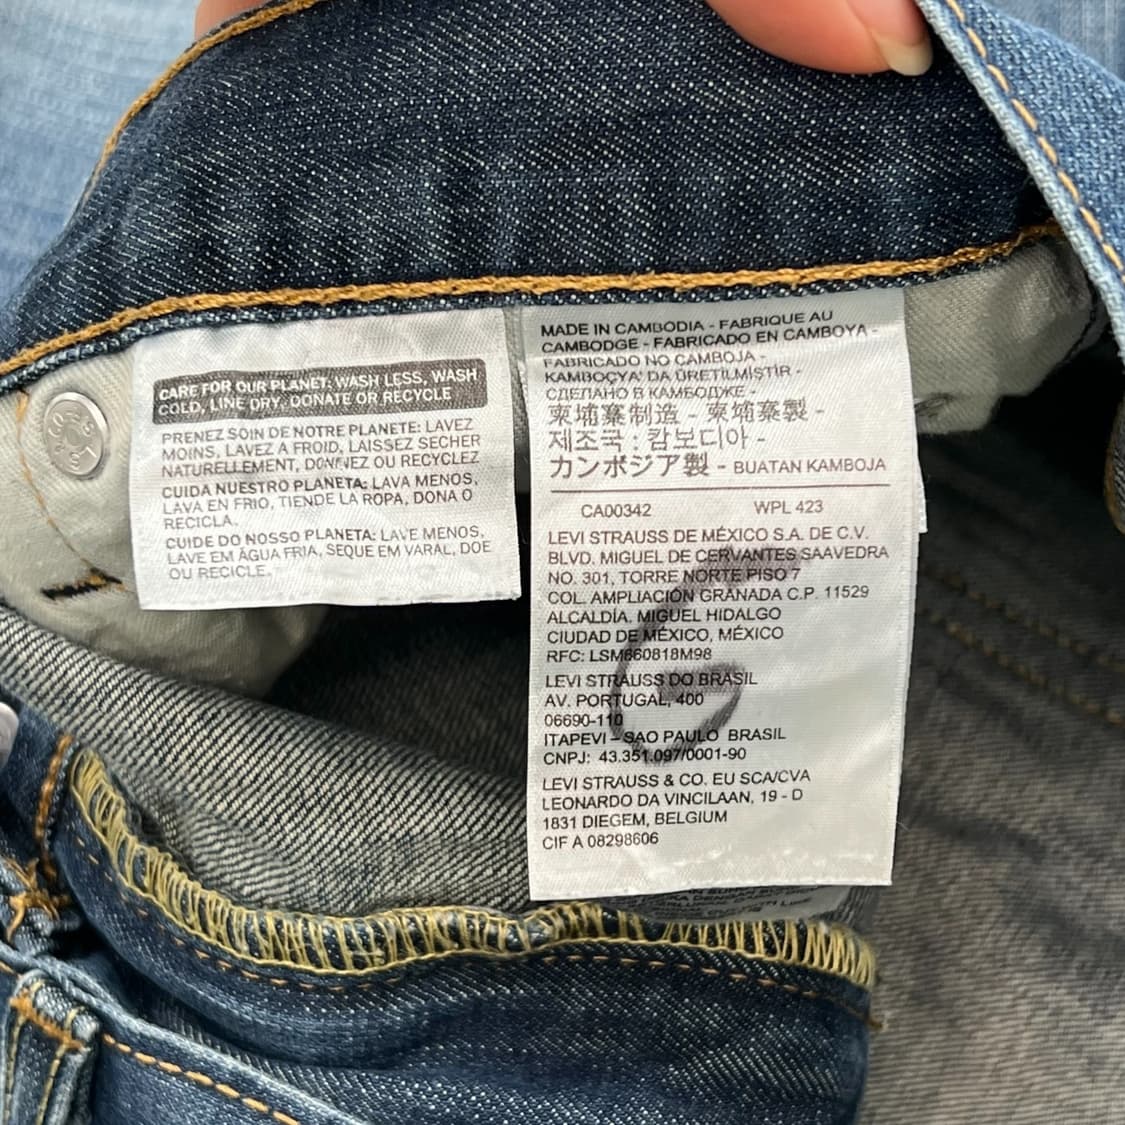 CARE FOR OUR PLANET: WASH LESS, WASH
COLD, LINE DRY, DONATE OR RECYCLE
PRENEZ SOIN DE NOTRE PLANETE: LAVEZ
MOINS, LAVEZ A FROID, LAISSEZ SECHER
NATURELLEMENT, DONNEZ OU RECYCLEZ
CUIDA NUESTRO PLANETA: LAVA MENOS,
LAVA EN FRIO, TIENDE LA ROPA, DONA O
RECICLA.
CUIDE DO NOSSO PLANETA: LAVE MENOS,
LAVE EM ÁGUA FRIA, SEQUE EM VARAL, DOE
OU RECICLE.
MADE IN CAMBODIA - FABRIQUE AU
CAMBODGE - FABRICADO EN CAMBOYA -
FABRICADO NO CAMBOJA -
KAMBOÇYA' DA ÜRETILMIŞTIR -
СДЕЛАНО В КАМБОДЖЕ -
柬埔寨制造 - 柬埔寨製 -
제조국 : 캄보디아 -
カンボジア製 - BUATAN KAMBOJA
CA00342 WPL 423
LEVI STRAUSS DE MÉXICO S.A. DE C.V.
BLVD. MIGUEL DE CERVANTES SAAVEDRA
NO. 301, TORRE NORTE PISO 7
COL. AMPLIACIÓN GRANADA C.P. 11529
ALCALDÍA. MIGUEL HIDALGO
CIUDAD DE MÉXICO, MÉXICO
RFC: LSM660818M98
LEVI STRAUSS DO BRASIL
AV. PORTUGAL, 400
06690-110
ITAPEVI - SAO PAULO BRASIL
CNPJ: 43.351.097/0001-90
LEVI STRAUSS & CO. EU SCA/CVA
LEONARDO DA VINCILAAN, 19 - D
1831 DIEGEM, BELGIUM
CIF A 08298606